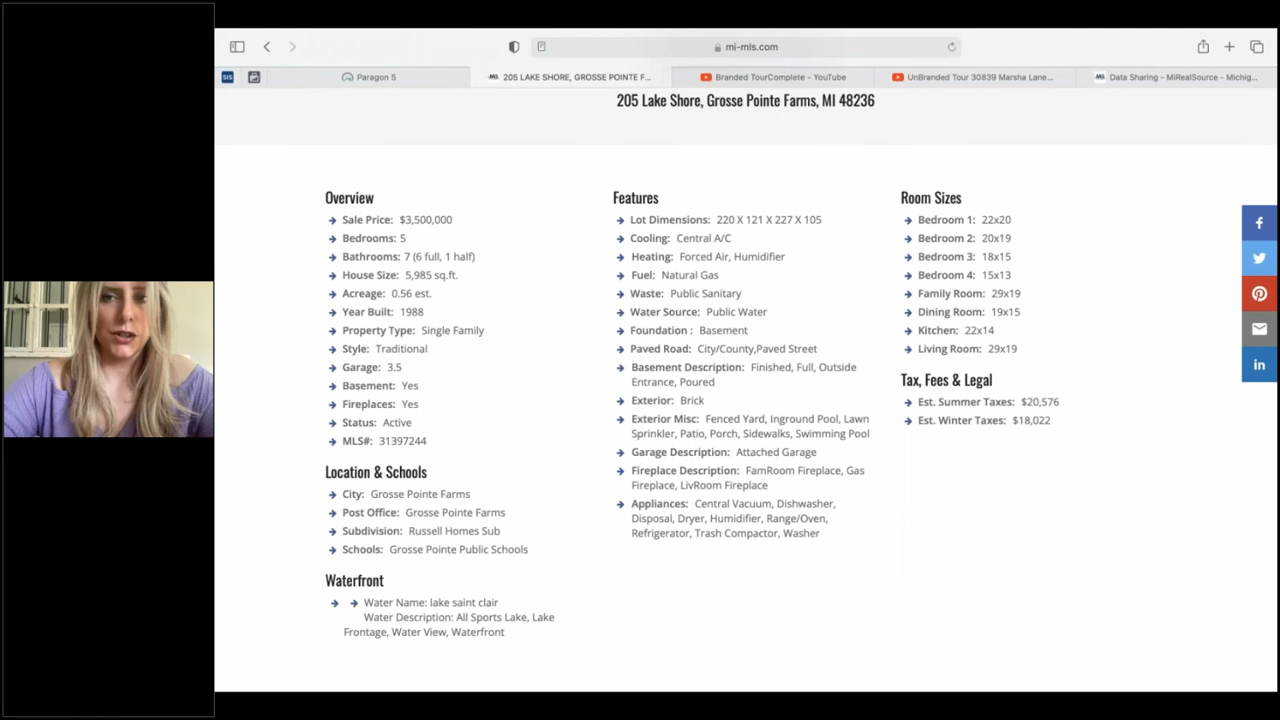 mi-mls.com
SIS
Paragon 5
205 LAKE SHORE, GROSSE POINTE F...
Branded TourComplete - YouTube
UnBranded Tour 30839 Marsha Lane...
Data Sharing - MiRealSource - Michig...
205 Lake Shore, Grosse Pointe Farms, MI 48236
Overview
Sale Price: $3,500,000
Bedrooms: 5
Bathrooms: 7 (6 full, 1 half)
House Size: 5,985 sq.ft.
Acreage: 0.56 est.
Year Built: 1988
Property Type: Single Family
Style: Traditional
Garage: 3.5
Basement: Yes
Fireplaces: Yes
Status: Active
MLS#: 31397244
Location & Schools
City: Grosse Pointe Farms
Post Office: Grosse Pointe Farms
Subdivision: Russell Homes Sub
Schools: Grosse Pointe Public Schools
Waterfront
Water Name: lake saint clair
Water Description: All Sports Lake, Lake
Frontage, Water View, Waterfront
Features
Lot Dimensions: 220 X 121 X 227 X 105
Cooling: Central A/C
Heating: Forced Air, Humidifier
Fuel: Natural Gas
Waste: Public Sanitary
Water Source: Public Water
Foundation : Basement
Paved Road: City/County,Paved Street
Basement Description: Finished, Full, Outside
Entrance, Poured
Exterior: Brick
Exterior Misc: Fenced Yard, Inground Pool, Lawn
Sprinkler, Patio, Porch, Sidewalks, Swimming Pool
Garage Description: Attached Garage
Fireplace Description: FamRoom Fireplace, Gas
Fireplace, LivRoom Fireplace
Appliances: Central Vacuum, Dishwasher,
Disposal, Dryer, Humidifier, Range/Oven,
Refrigerator, Trash Compactor, Washer
Room Sizes
Bedroom 1: 22x20
Bedroom 2: 20x19
Bedroom 3: 18x15
Bedroom 4: 15x13
Family Room: 29x19
Dining Room: 19x15
Kitchen: 22x14
Living Room: 29x19
Tax, Fees & Legal
Est. Summer Taxes: $20,576
Est. Winter Taxes: $18,022
f
in